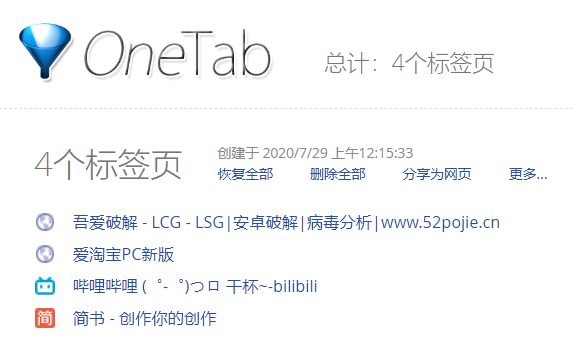 OneTab
总计：4个标签页
4个标签页
创建于 2020/7/29 上午12:15:33
恢复全部 删除全部 分享为网页 更多...
吾爱破解 - LCG - LSG|安卓破解|病毒分析|www.52pojie.cn
爱淘宝PC新版
哔哩哔哩 (゜-゜)つロ 干杯~-bilibili
简 简书 - 创作你的创作